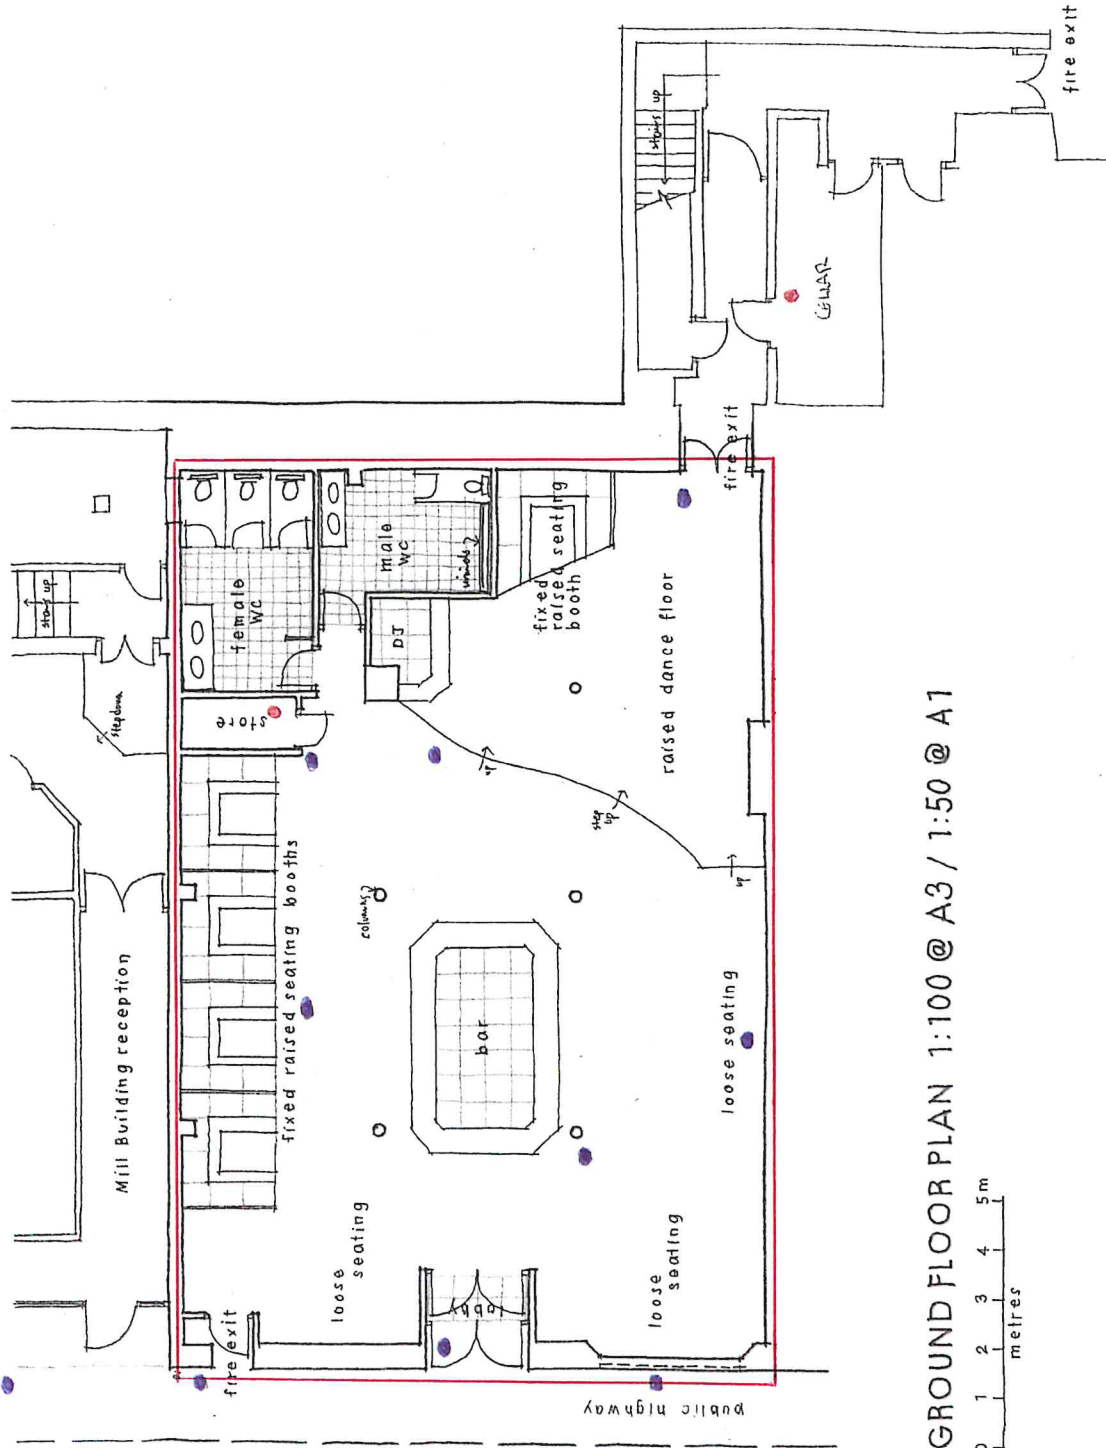 fire exit
stairs up
CELLAR
fire exit
female
WC
male
WC
urinals
fixed
raised seating
booth
DJ
store
stairs up
step down
raised dance floor
up
step
up
up
columns
fixed raised seating booths
bar
Mill Building reception
loose seating
loose
seating
loose
seating
lobby
fire exit
public highway
GROUND FLOOR PLAN 1:100 @ A3 / 1:50 @ A1
0 1 2 3 4 5m
metres